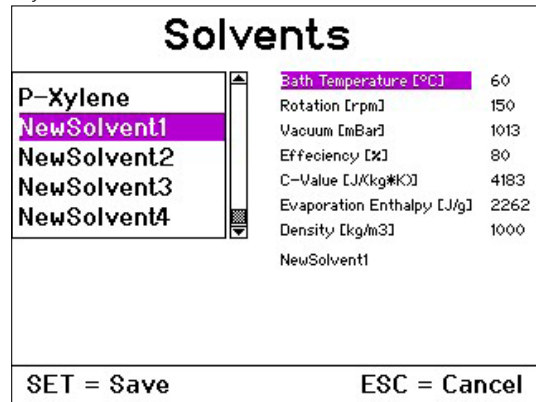 Solvents
P-Xylene
NewSolvent1
NewSolvent2
NewSolvent3
NewSolvent4
Bath Temperature [ºC] 60
Rotation [rpm] 150
Vacuum [mBar] 1013
Effeciency [%] 80
C-Value [J/(kg*K)] 4183
Evaporation Enthalpy [J/g] 2262
Density [kg/m3] 1000
NewSolvent1
SET = Save
ESC = Cancel